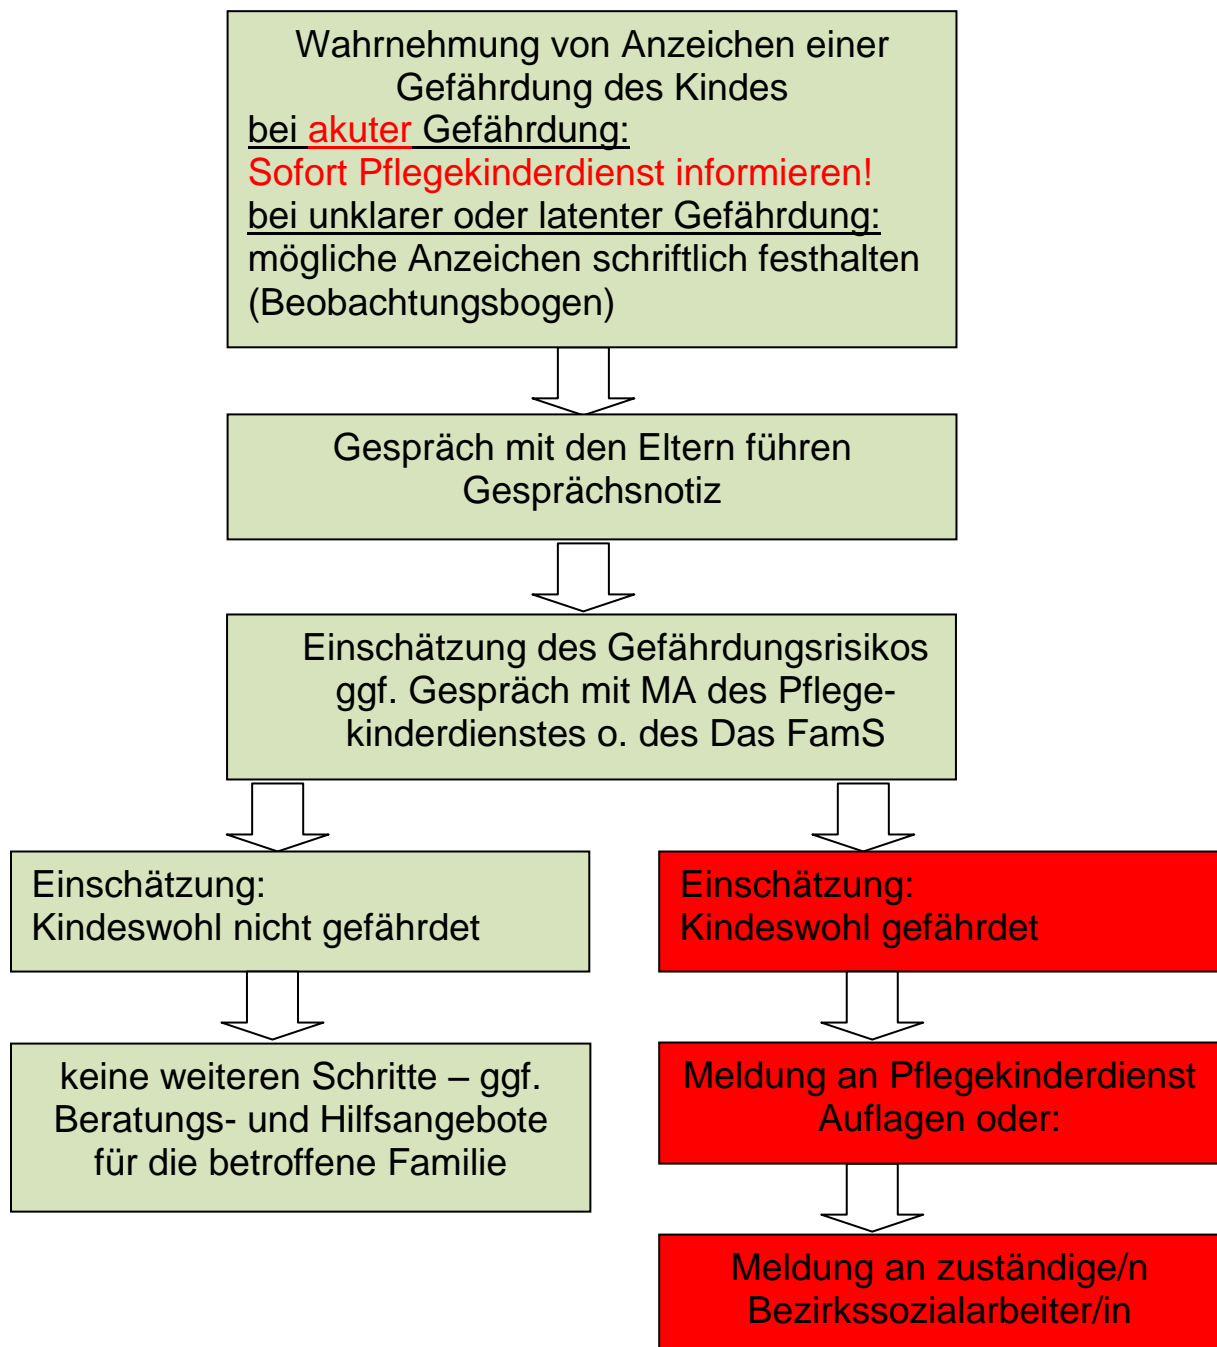 Wahrnehmung von Anzeichen einer
Gefährdung des Kindes
bei akuter Gefährdung:
Sofort Pflegekinderdienst informieren!
bei unklarer oder latenter Gefährdung:
mögliche Anzeichen schriftlich festhalten
(Beobachtungsbogen)
Gespräch mit den Eltern führen
Gesprächsnotiz
Einschätzung des Gefährdungsrisikos
ggf. Gespräch mit MA des Pflege-
kinderdienstes o. des Das FamS
Einschätzung:
Kindeswohl nicht gefährdet
Einschätzung:
Kindeswohl gefährdet
keine weiteren Schritte – ggf.
Beratungs- und Hilfsangebote
für die betroffene Familie
Meldung an Pflegekinderdienst
Auflagen oder:
Meldung an zuständige/n
Bezirkssozialarbeiter/in